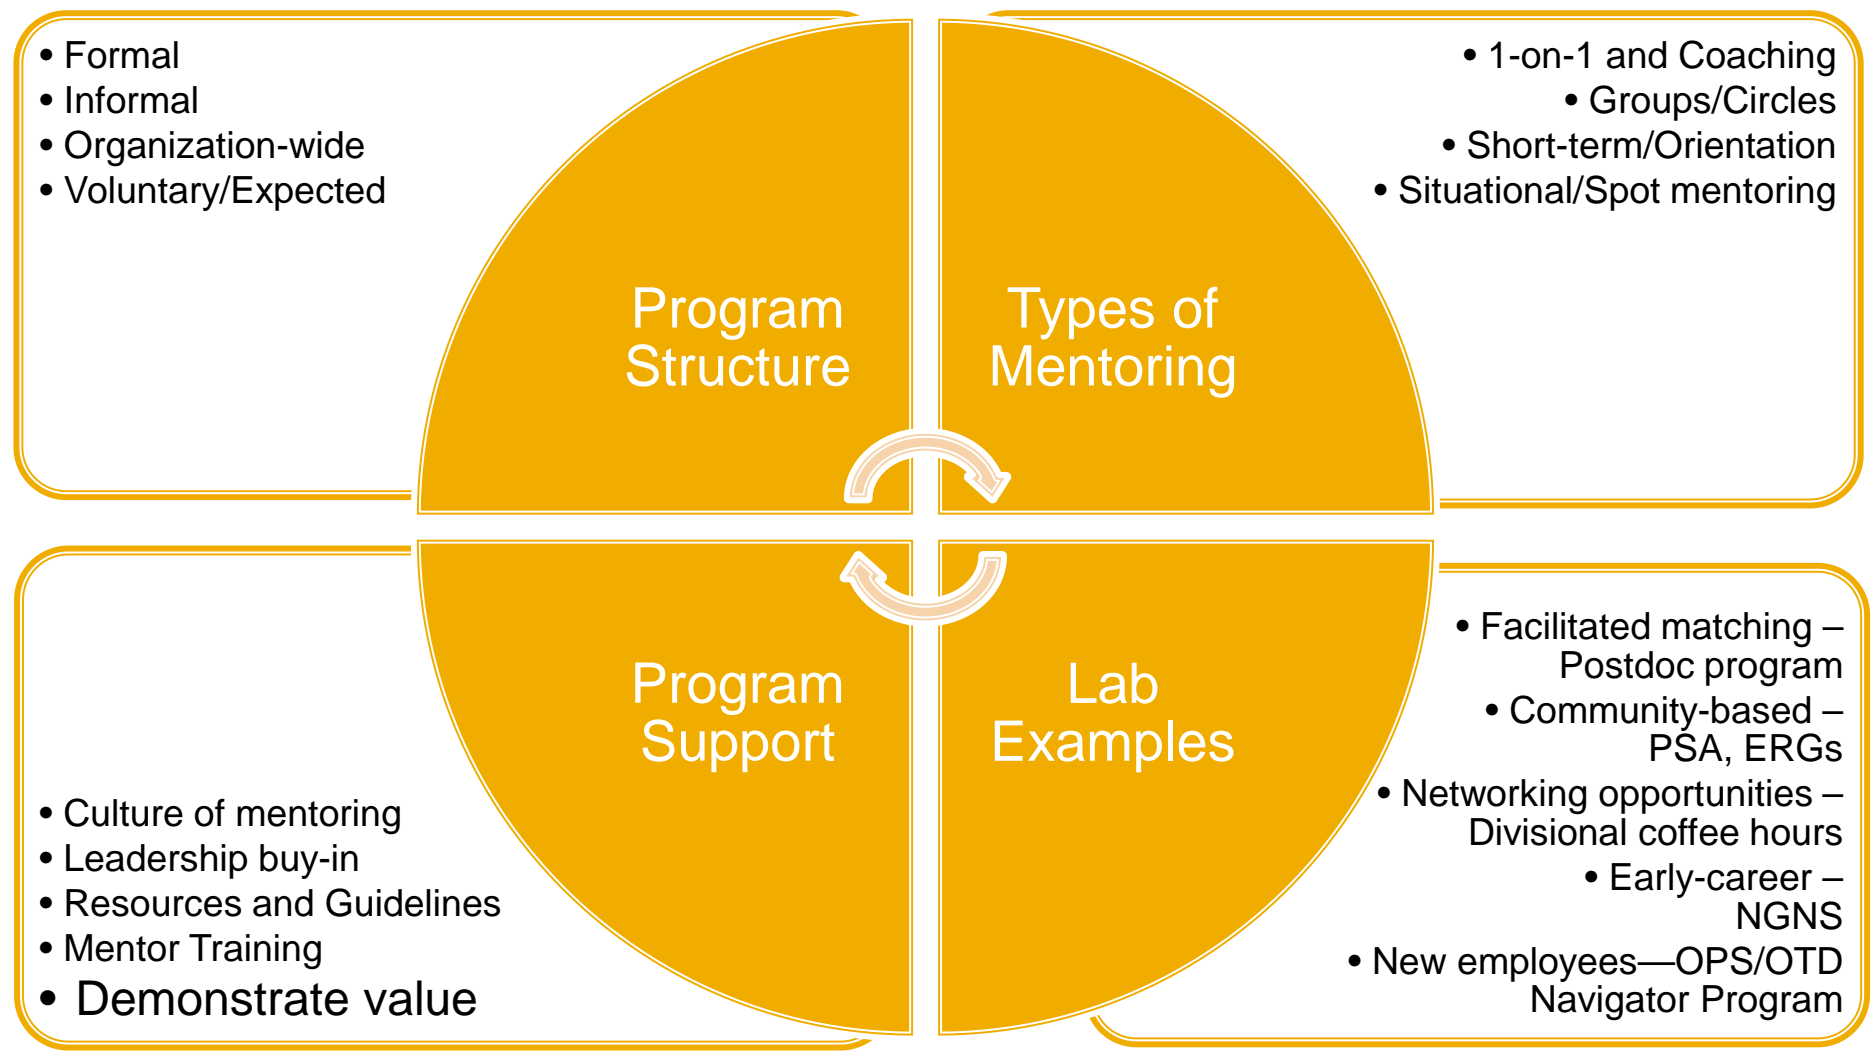 • Formal
• Informal
• Organization-wide
• Voluntary/Expected
Program
Structure
• 1-on-1 and Coaching
• Groups/Circles
• Short-term/Orientation
• Situational/Spot mentoring
Types of
Mentoring
Program
Support
• Culture of mentoring
• Leadership buy-in
• Resources and Guidelines
• Mentor Training
• Demonstrate value
Lab
Examples
• Facilitated matching –
Postdoc program
• Community-based –
PSA, ERGs
• Networking opportunities –
Divisional coffee hours
• Early-career –
NGNS
• New employees—OPS/OTD
Navigator Program